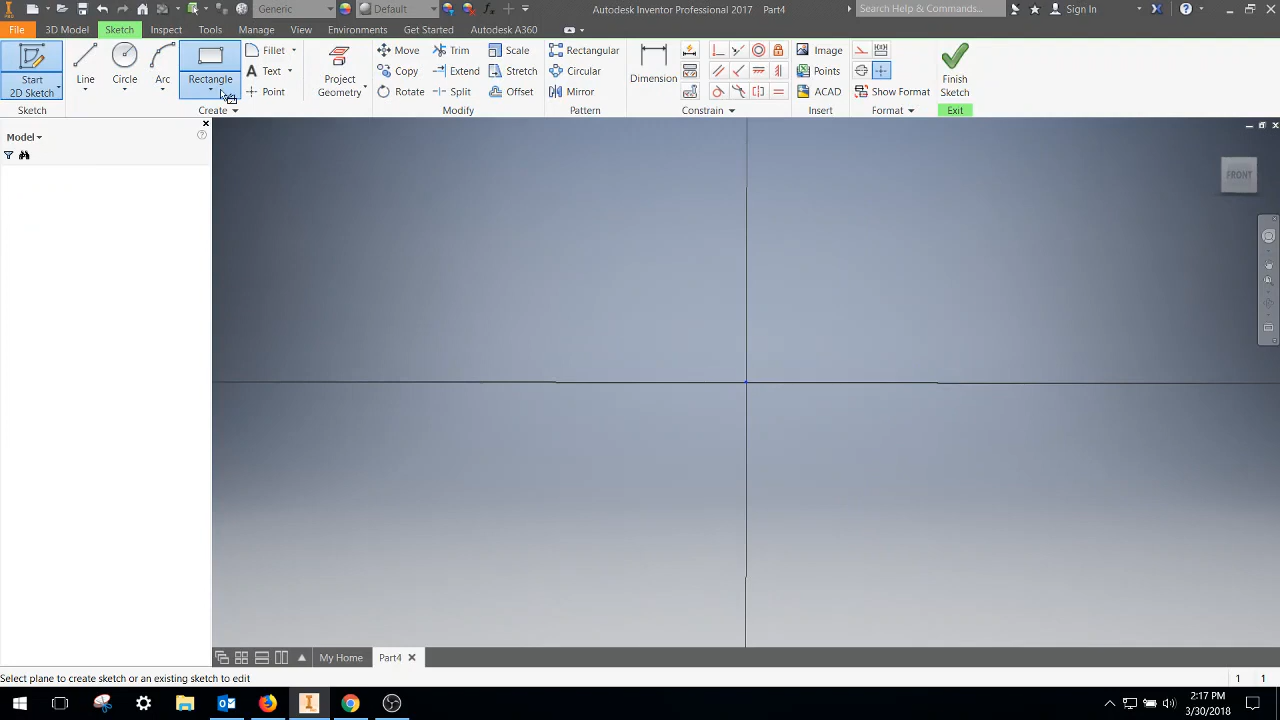 Generic
Default
Autodesk Inventor Professional 2017 Part4
Search Help & Commands...
Sign In
File 3D Model Sketch Inspect Tools Manage View Environments Get Started Autodesk A360
Start
2D Sketch
Line
Circle
Arc
Rectangle
Fillet
Text
Point
Project
Geometry
Move
Copy
Rotate
Trim
Extend
Split
Scale
Stretch
Offset
Rectangular
Circular
Mirror
Dimension
Image
Points
ACAD
Show Format
Finish
Sketch
Sketch Create Modify Pattern Constrain Insert Format Exit
Model
FRONT
My Home Part4
Select plane to create sketch or an existing sketch to edit
1 1
2:17 PM
3/30/2018